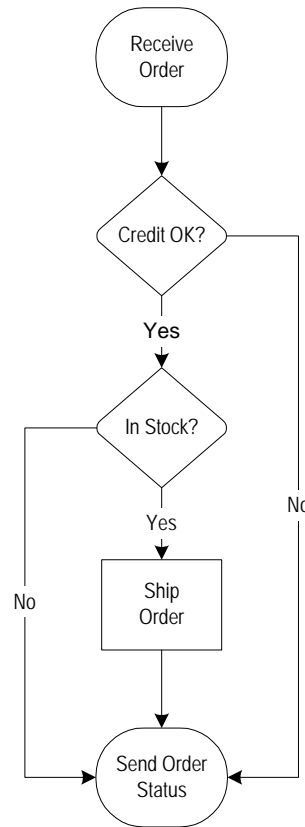 Receive
Order
Credit OK?
Yes
In Stock?
Yes
No
No
Ship
Order
Send Order
Status